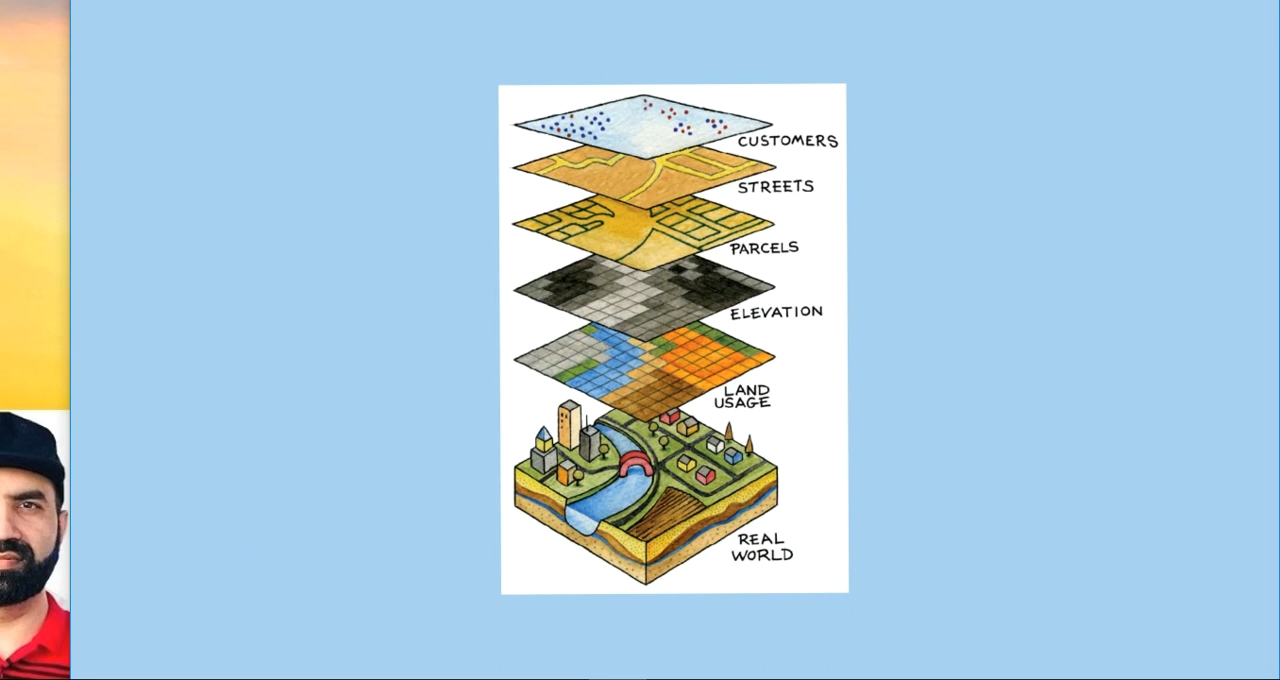 CUSTOMERS
STREETS
PARCELS
ELEVATION
LAND
USAGE
REAL
WORLD